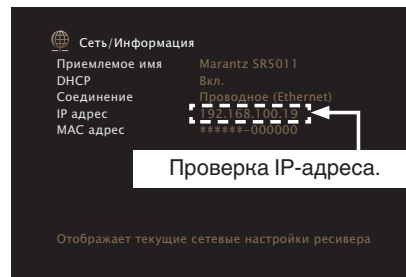 Сеть/Информация
Приемлемое имя Marantz SR5011
DHCP Вкл.
Соединение Проводное (Ethernet)
IP адрес 192.168.100.19
MAC адрес ******-000000
Проверка IP-адреса.
Отображает текущие сетевые настройки ресивера